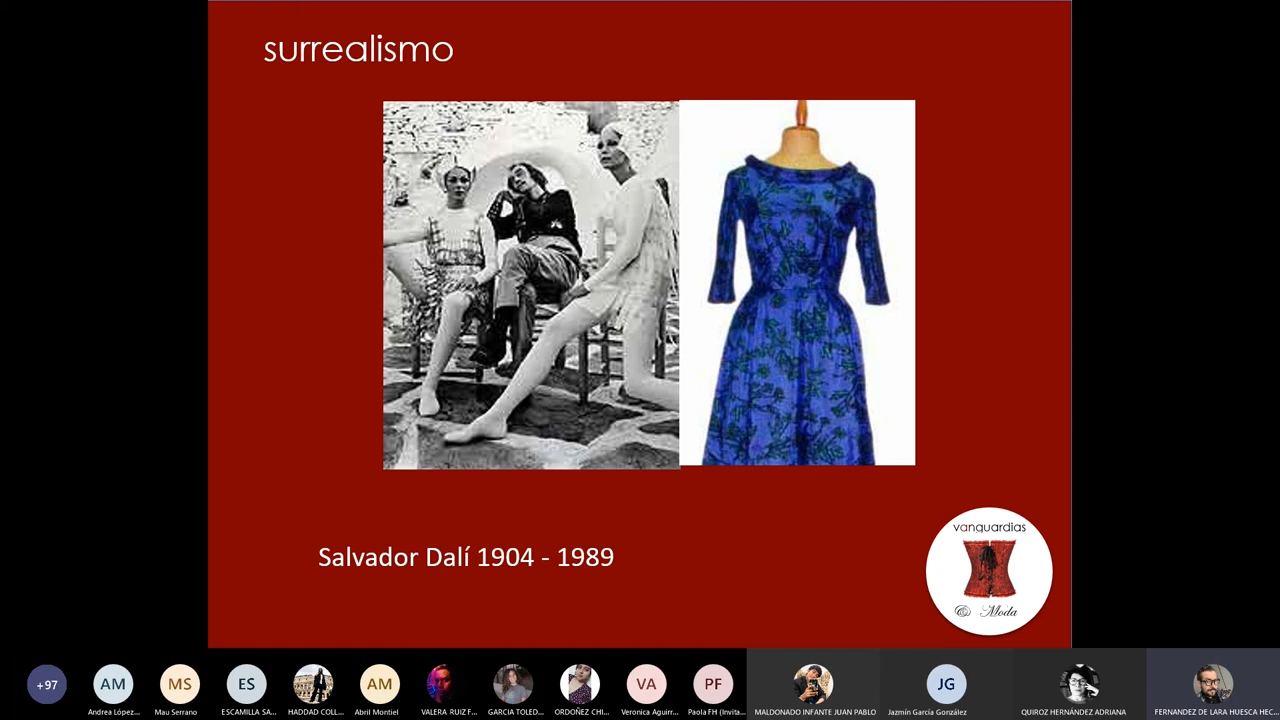 surrealismo
Salvador Dalí 1904 - 1989
vanguardias
& Moda
+97
AM
MS
ES
AM
VA
PF
JG
Andrea López...
Mau Serrano
ESCAMILLA SA...
HADDAD COLL...
Abril Montiel
VALERA RUIZ F...
GARCIA TOLED...
ORDOÑEZ CHI...
Veronica Aguirr...
Paola FH (Invita...
MALDONADO INFANTE JUAN PABLO
Jazmín García González
QUIROZ HERNÁNDEZ ADRIANA
FERNANDEZ DE LARA HUESCA HEC...